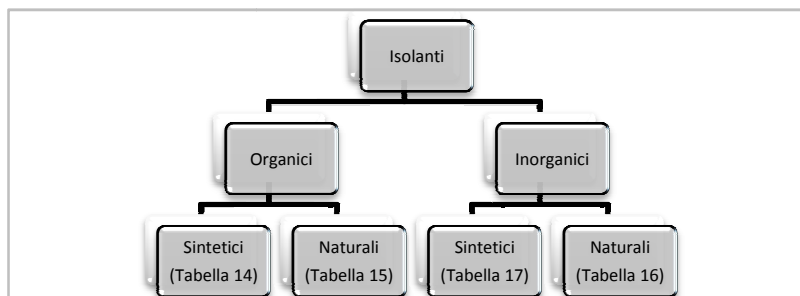 Isolanti
Organici
Inorganici
Sintetici
(Tabella 14)
Naturali
(Tabella 15)
Sintetici
(Tabella 17)
Naturali
(Tabella 16)